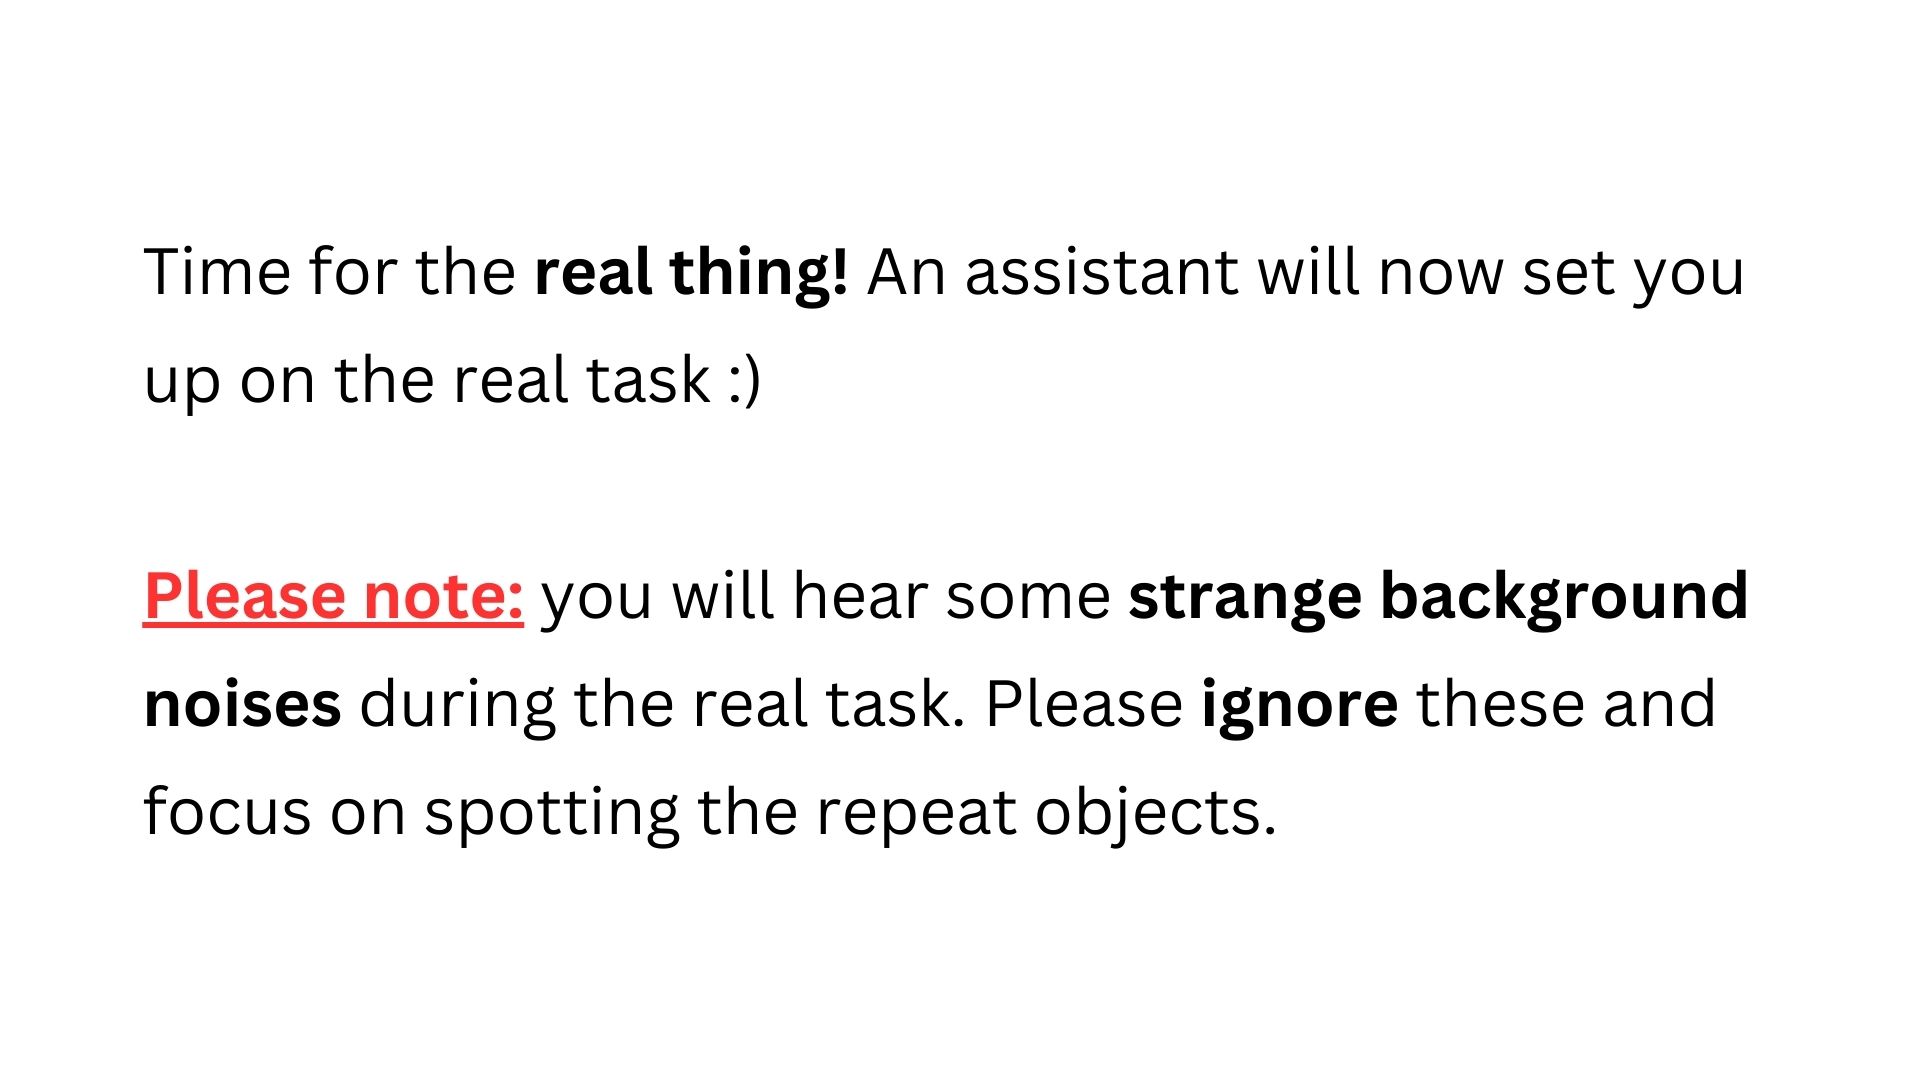 Time for the real thing! An assistant will now set you
up on the real task :)
Please note: you will hear some strange background
noises during the real task. Please ignore these and
focus on spotting the repeat objects.